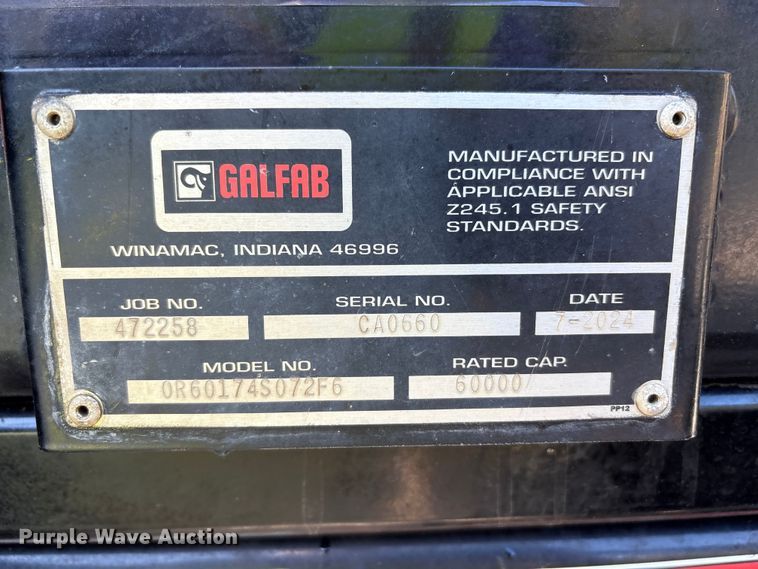 GALFAB
WINAMAC, INDIANA 46996
MANUFACTURED IN
COMPLIANCE WITH
APPLICABLE ANSI
Z245.1 SAFETY
STANDARDS.
JOB NO. SERIAL NO. DATE
472258 CA0660 7-2024
MODEL NO. RATED CAP.
OR60174S072F6 60000
PP12
Purple Wave Auction